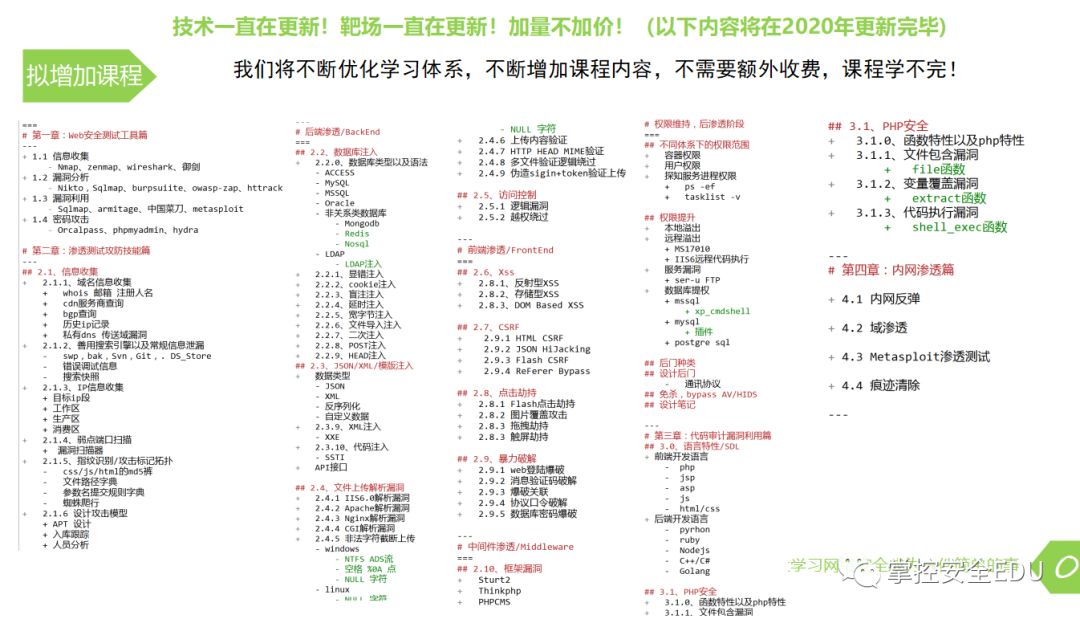 技术一直在更新！靶场一直在更新！加量不加价！（以下内容将在2020年更新完毕)
拟增加课程
我们将不断优化学习体系，不断增加课程内容，不需要额外收费，课程学不完！
===
# 第一章：Web安全测试工具篇
---
+ 1.1 信息收集
- Nmap、zenmap、wireshark、御剑
+ 1.2 漏洞分析
- Nikto，Sqlmap、burpsuiite、owasp-zap、httrack
+ 1.3 漏洞利用
- Sqlmap、armitage、中国菜刀、metasploit
+ 1.4 密码攻击
- Orcalpass、phpmyadmin、hydra
# 第二章：渗透测试攻防技能篇
---
## 2.1、信息收集
+ 2.1.1、域名信息收集
+ whois 邮箱 注册人名
+ cdn服务商查询
+ bgp查询
+ 历史ip记录
+ 私有dns 传送域漏洞
+ 2.1.2、善用搜索引擎以及常规信息泄漏
- swp，bak，Svn，Git，. DS_Store
- 错误调试信息
- 搜索快照
+ 2.1.3、IP信息收集
+ 目标ip段
+ 工作区
+ 生产区
+ 消费区
+ 2.1.4、弱点端口扫描
+ 漏洞扫描器
+ 2.1.5、指纹识别/攻击标记拓扑
- css/js/html的md5裤
- 文件路径字典
- 参数名提交规则字典
- 蜘蛛爬行
+ 2.1.6 设计攻击模型
+ APT 设计
+ 入库跟踪
+ 人员分析
---
# 后端渗透/BackEnd
===
## 2.2、数据库注入
+ 2.2.0、数据库类型以及语法
- ACCESS
- MySQL
- MSSQL
- Oracle
- 非关系类数据库
- Mongodb
- Redis
- Nosql
- LDAP
- LDAP注入
+ 2.2.1、显错注入
+ 2.2.2、cookie注入
+ 2.2.3、盲注注入
+ 2.2.4、延时注入
+ 2.2.5、宽字节注入
+ 2.2.6、文件导入注入
+ 2.2.7、二次注入
+ 2.2.8、POST注入
+ 2.2.9、HEAD注入
## 2.3、JSON/XML/模版注入
+ 数据类型
- JSON
- XML
- 反序列化
- 自定义数据
+ 2.3.9、XML注入
- XXE
+ 2.3.10、代码注入
- SSTI
+ API接口
## 2.4、文件上传解析漏洞
+ 2.4.1 IIS6.0解析漏洞
+ 2.4.2 Apache解析漏洞
+ 2.4.3 Nginx解析漏洞
+ 2.4.4 CGI解析漏洞
+ 2.4.5 非法字符截断上传
- windows
- NTFS ADS流
- 空格 %0A 点
- NULL 字符
- linux
- NULL 字符
- NULL 字符
+ 2.4.6 上传内容验证
+ 2.4.7 HTTP HEAD MIME验证
+ 2.4.8 多文件验证逻辑绕过
+ 2.4.9 伪造sigin+token验证上传
## 2.5、访问控制
+ 2.5.1 逻辑漏洞
+ 2.5.2 越权绕过
---
# 前端渗透/FrontEnd
===
## 2.6、Xss
+ 2.8.1、反射型XSS
+ 2.8.2、存储型XSS
+ 2.8.3、DOM Based XSS
## 2.7、CSRF
+ 2.9.1 HTML CSRF
+ 2.9.2 JSON HiJacking
+ 2.9.3 Flash CSRF
+ 2.9.4 ReFerer Bypass
## 2.8、点击劫持
+ 2.8.1 Flash点击劫持
+ 2.8.2 图片覆盖攻击
+ 2.8.3 拖拽劫持
+ 2.8.3 触屏劫持
## 2.9、暴力破解
+ 2.9.1 web登陆爆破
+ 2.9.2 消息验证码破解
+ 2.9.3 爆破关联
+ 2.9.4 协议口令破解
+ 2.9.5 数据库密码爆破
---
# 中间件渗透/Middleware
===
## 2.10、框架漏洞
+ Sturt2
+ Thinkphp
+ PHPCMS
# 权限维持，后渗透阶段
===
## 不同体系下的权限范围
+ 容器权限
+ 用户权限
+ 探知服务进程权限
+ ps -ef
+ tasklist -v
## 权限提升
+ 本地溢出
+ 远程溢出
+ MS17010
+ IIS6远程代码执行
+ 服务漏洞
+ ser-u FTP
+ 数据库提权
+ mssql
+ xp_cmdshell
+ mysql
+ 插件
+ postgre sql
## 后门种类
## 设计后门
- 通讯协议
## 免杀，bypass AV/HIDS
## 设计笔记
---
# 第三章：代码审计漏洞利用篇
## 3.0、语言特性/SDL
+ 前端开发语言
- php
- jsp
- asp
- js
- html/css
+ 后端开发语言
- pyrhon
- ruby
- Nodejs
- C++/C#
- Golang
## 3.1、PHP安全
+ 3.1.0、函数特性以及php特性
+ 3.1.1、文件包含漏洞
## 3.1、PHP安全
+ 3.1.0、函数特性以及php特性
+ 3.1.1、文件包含漏洞
+ file函数
+ 3.1.2、变量覆盖漏洞
+ extract函数
+ 3.1.3、代码执行漏洞
+ shell_exec函数
---
# 第四章：内网渗透篇
+ 4.1 内网反弹
+ 4.2 域渗透
+ 4.3 Metasploit渗透测试
+ 4.4 痕迹清除
---
学习网
掌控安全EDU